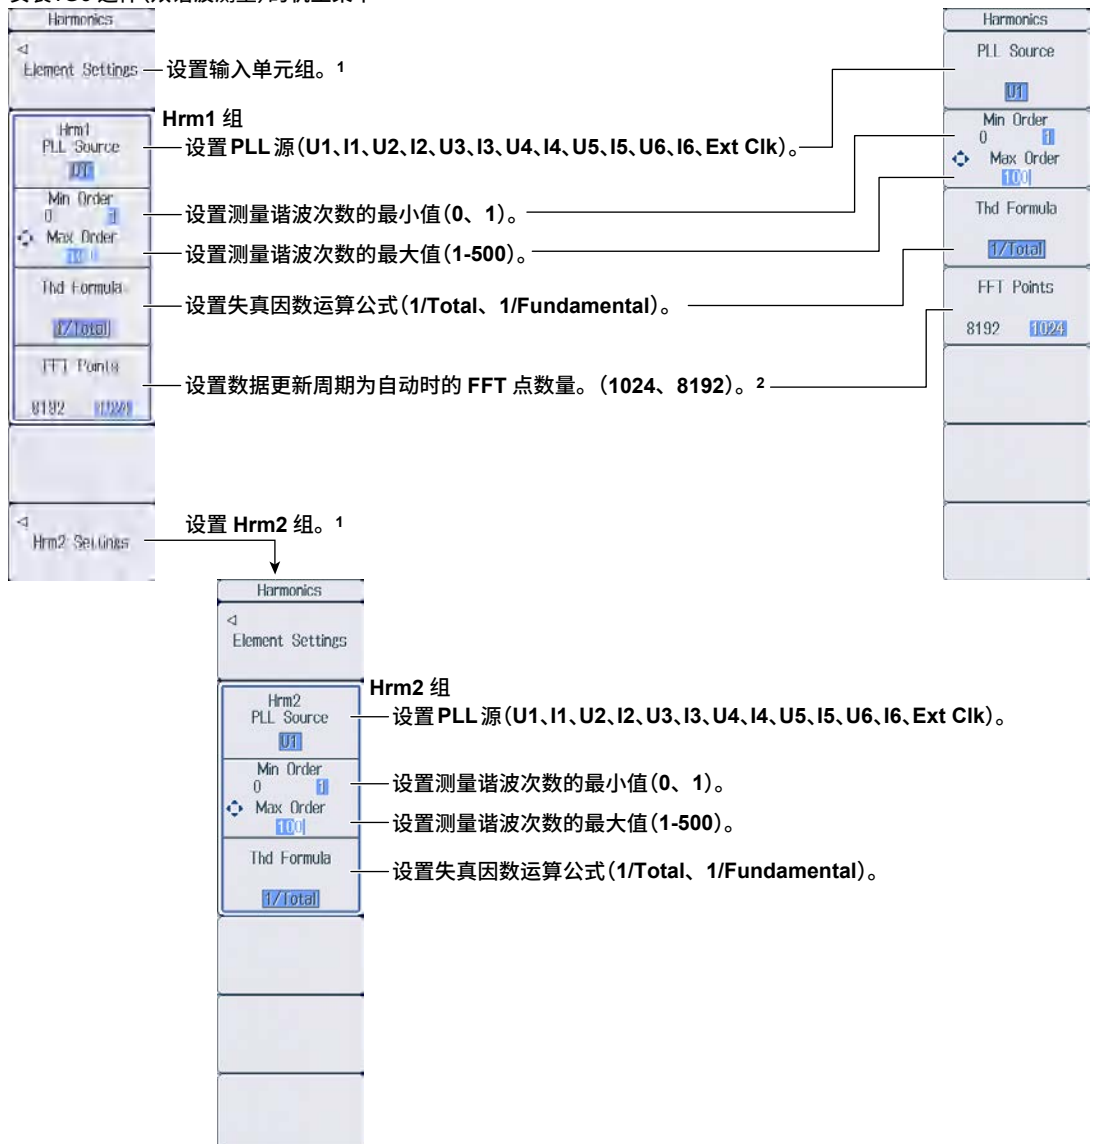 Harmonics
Element Settings
设置输入单元组。1
Hrm1 组
Hrm1
PLL Source
U1
设置PLL 源(U1、I1、U2、I2、U3、I3、U4、I4、U5、I5、U6、I6、Ext Clk)。
Min Order
0 1
设置测量谐波次数的最小值(0、1)。
Max Order
100
设置测量谐波次数的最大值(1-500)。
Thd Formula
1/Total
设置失真因数运算公式(1/Total、1/Fundamental)。
FFT Points
8192 1024
设置数据更新周期为自动时的 FFT 点数量。(1024、8192)。2
Hrm2 Settings
设置 Hrm2 组。1
Harmonics
PLL Source
U1
Min Order
0 1
Max Order
100
Thd Formula
1/Total
FFT Points
8192 1024
Harmonics
Element Settings
Hrm2 组
Hrm2
PLL Source
U1
设置PLL源(U1、I1、U2、I2、U3、I3、U4、I4、U5、I5、U6、I6、Ext Clk)。
Min Order
0 1
设置测量谐波次数的最小值(0、1)。
Max Order
100
设置测量谐波次数的最大值(1-500)。
Thd Formula
1/Total
设置失真因数运算公式(1/Total、1/Fundamental)。